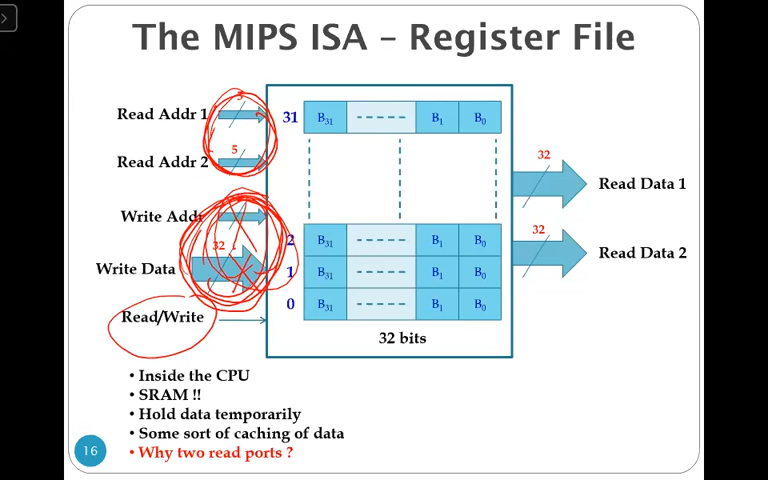 The MIPS ISA – Register File
Read Addr 1
5
31
B31
B1
B0
32
Read Data 1
Read Addr 2
5
Write Addr
2
B31
B1
B0
32
Read Data 2
Write Data
32
1
B31
B1
B0
Read/Write
0
B31
B1
B0
32 bits
• Inside the CPU
• SRAM !!
• Hold data temporarily
• Some sort of caching of data
• Why two read ports ?
16